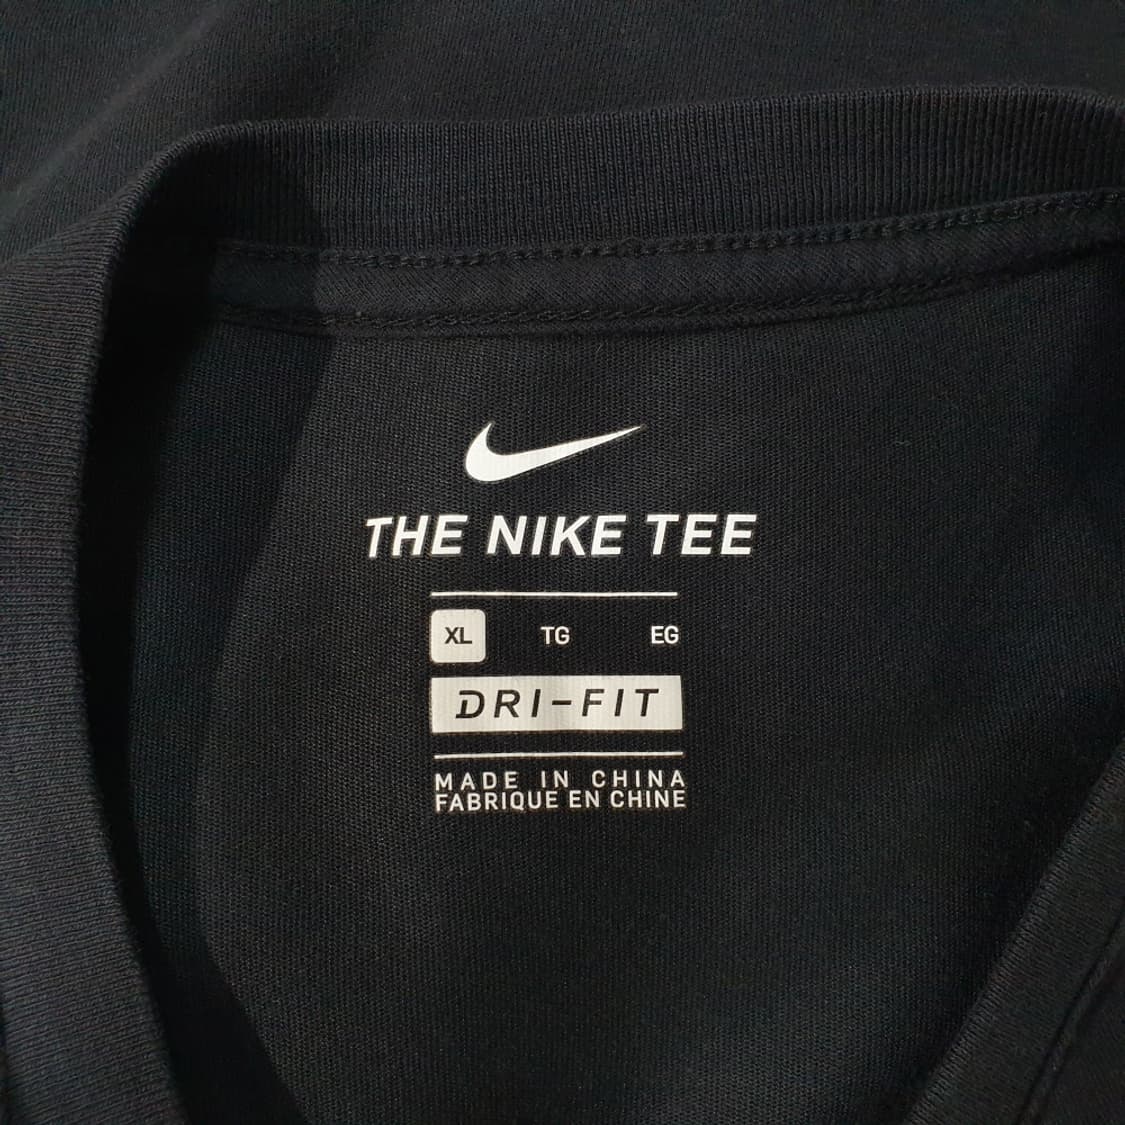 THE NIKE TEE
XL TG EG
DRI-FIT
MADE IN CHINA
FABRIQUE EN CHINE